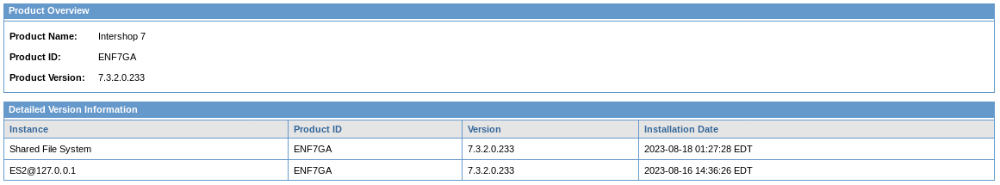 Product Overview
Product Name: Intershop 7
Product ID: ENF7GA
Product Version: 7.3.2.0.233
Detailed Version Information
Instance Product ID Version Installation Date
Shared File System ENF7GA 7.3.2.0.233 2023-08-18 01:27:28 EDT
ES2@127.0.0.1 ENF7GA 7.3.2.0.233 2023-08-16 14:36:26 EDT